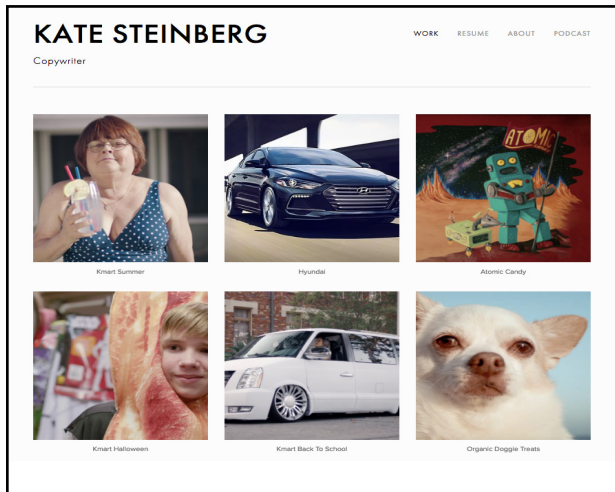 KATE STEINBERG
WORK RESUME ABOUT PODCAST
Copywriter
ATOMIC
Kmart Summer Hyundai Atomic Candy
Kmart Halloween Kmart Back To School Organic Doggie Treats